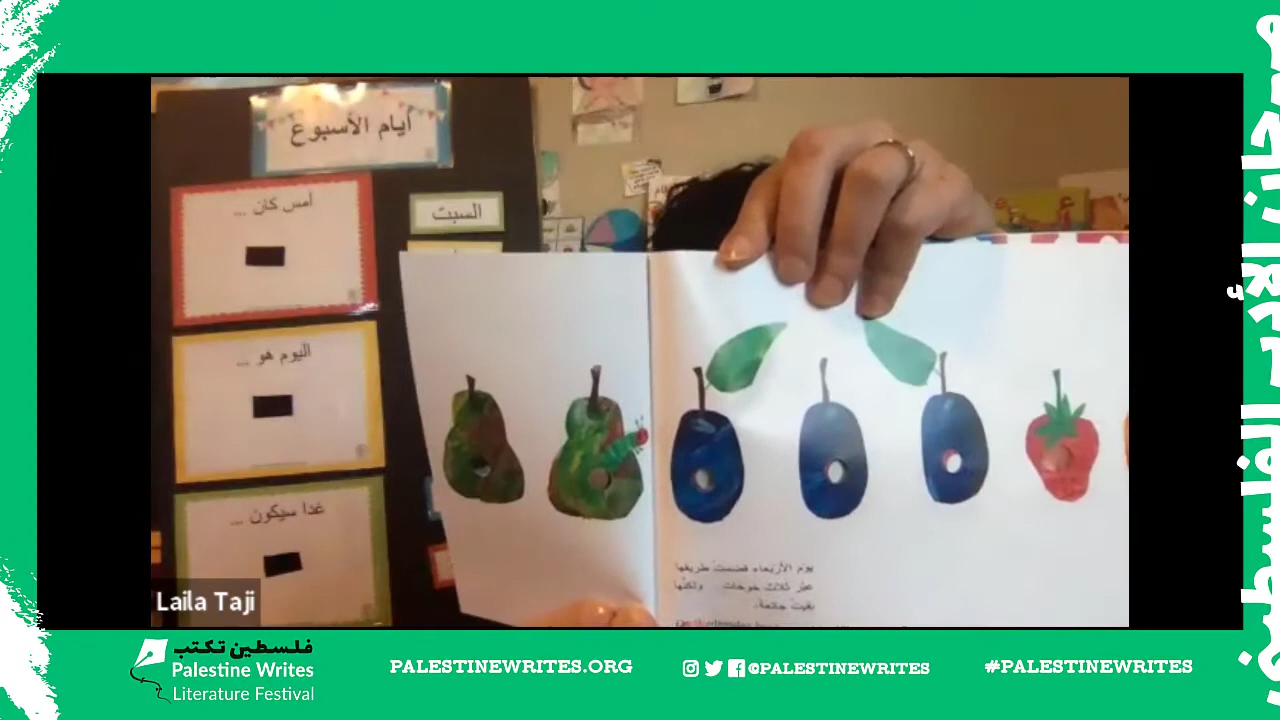 أيام الأسبوع
أمس كان ...
السبت
اليوم هو ...
غدا سيكون ...
يوم الأربعاء قضمت طريقها
عبر ثلاث خوخات ولكنها
بقيت جائعة.
Laila Taji
فلسطين تكتب
Palestine Writes
Literature Festival
PALESTINEWRITES.ORG
@PALESTINEWRITES
#PALESTINEWRITES
مهرجان الأدب الفلسطيني